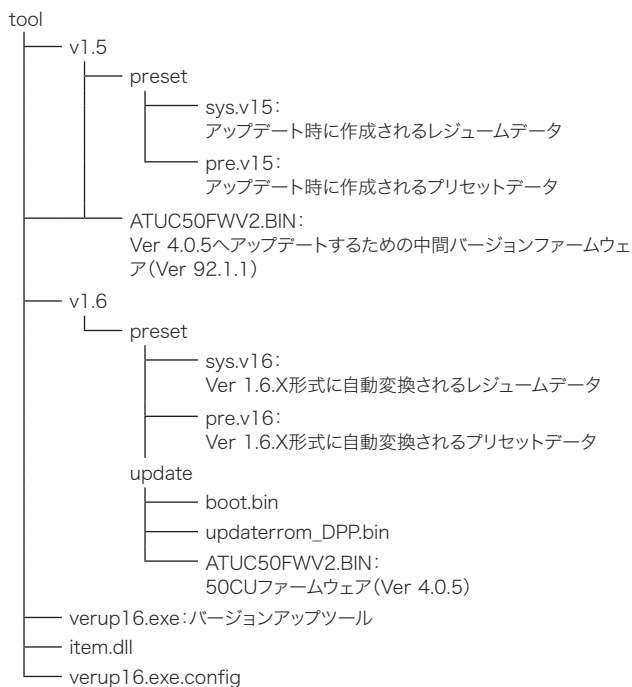 tool
v1.5
preset
sys.v15：
アップデート時に作成されるレジュームデータ
pre.v15：
アップデート時に作成されるプリセットデータ
ATUC50FWV2.BIN：
Ver 4.0.5へアップデートするための中間バージョンファームウェ
ア（Ver 92.1.1）
v1.6
preset
sys.v16：
Ver 1.6.X形式に自動変換されるレジュームデータ
pre.v16：
Ver 1.6.X形式に自動変換されるプリセットデータ
update
boot.bin
updaterrom_DPP.bin
ATUC50FWV2.BIN：
50CUファームウェア（Ver 4.0.5）
verup16.exe：バージョンアップツール
item.dll
verup16.exe.config